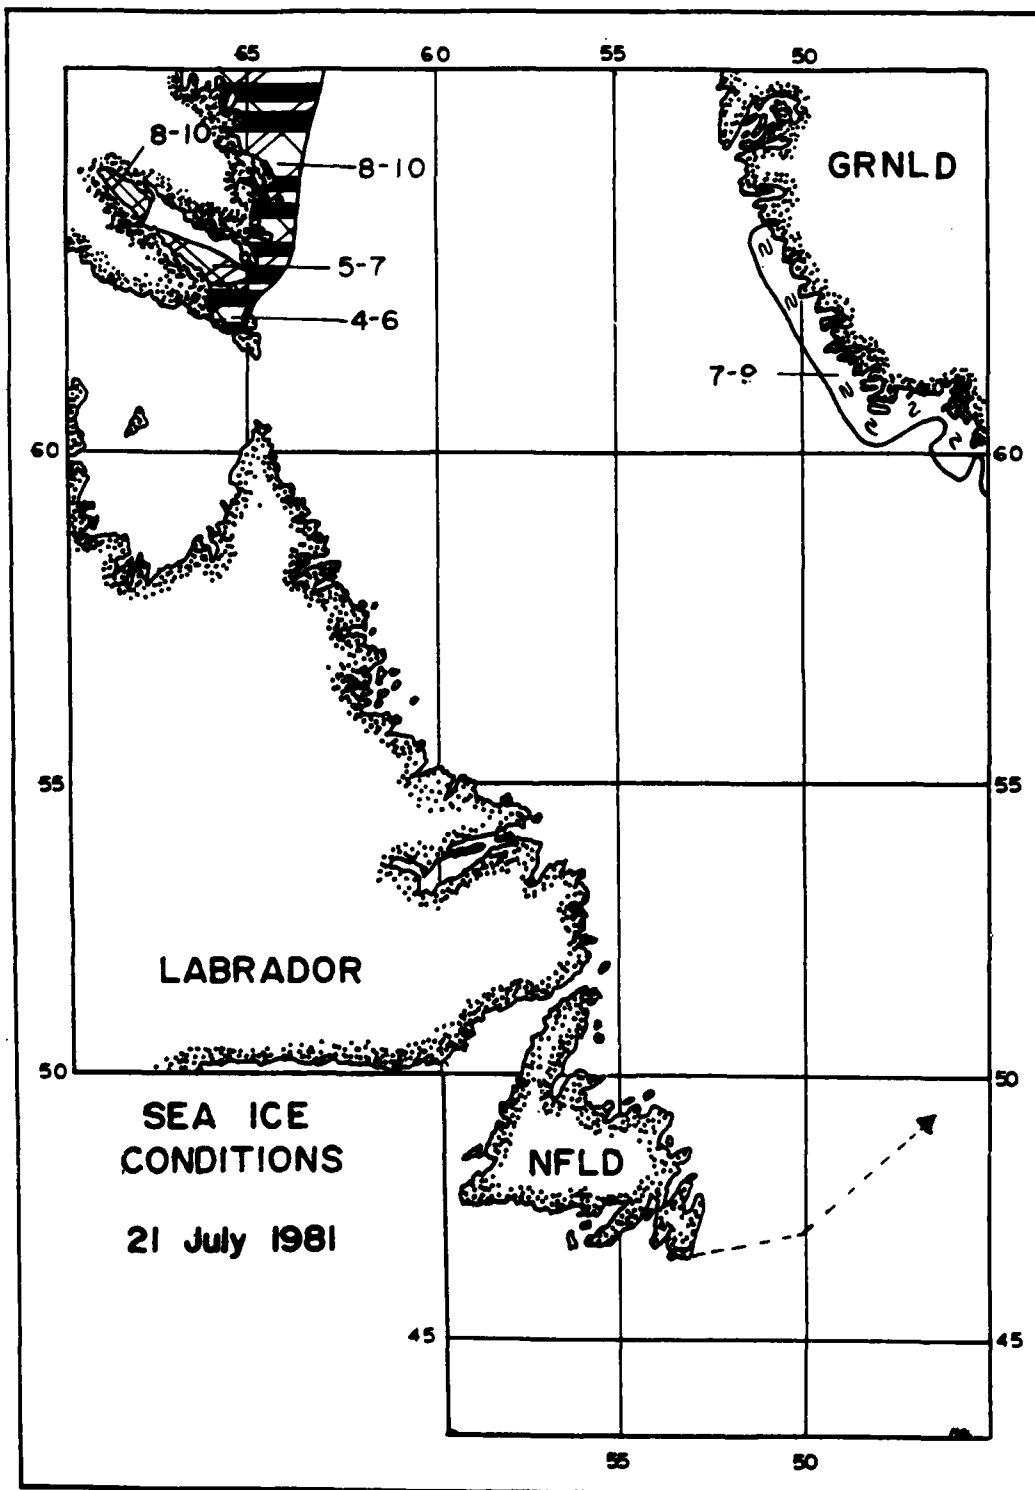 65 60 55 50
8-10
8-10
GRNLD
5-7
4-6
7-9
60 60
55 55
LABRADOR
50 50
SEA ICE
CONDITIONS
NFLD
21 July 1981
45 45
55 50